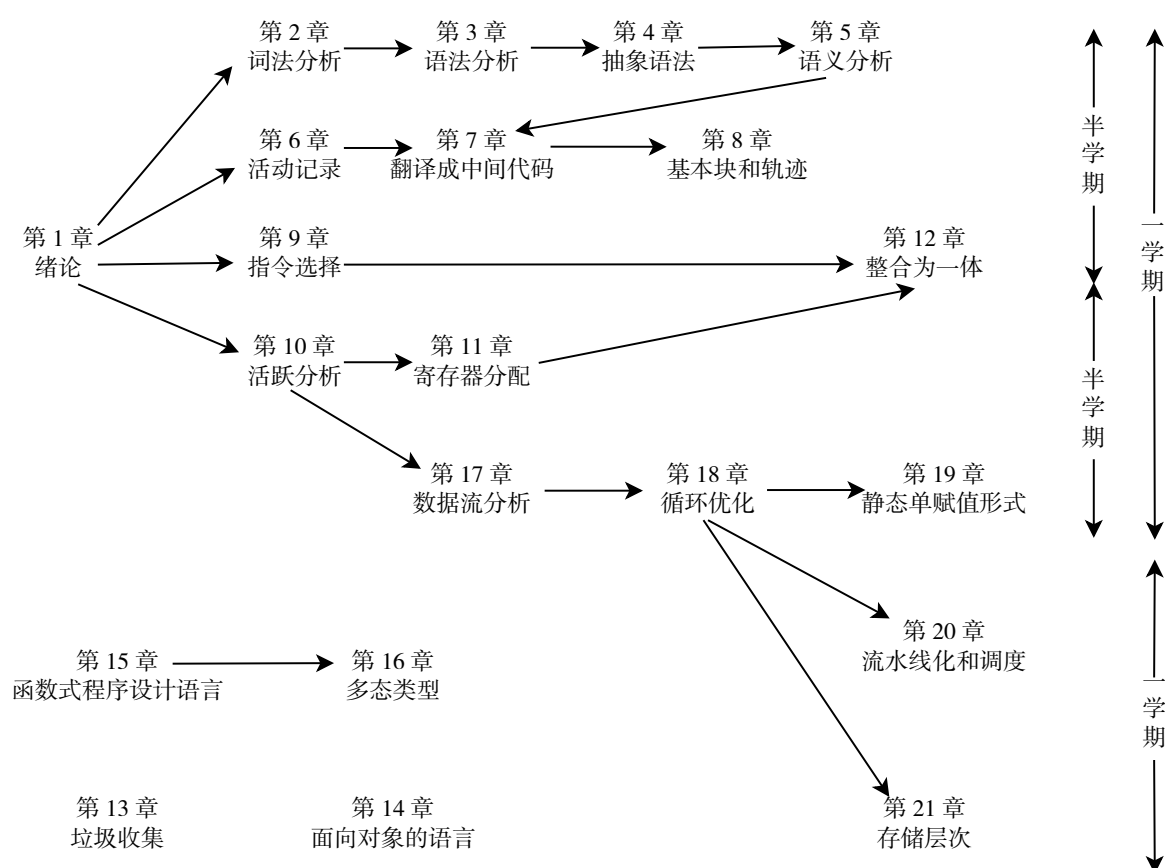 第 2 章
词法分析
第 3 章
语法分析
第 4 章
抽象语法
第 5 章
语义分析
第 6 章
活动记录
第 7 章
翻译成中间代码
第 8 章
基本块和轨迹
第 1 章
绪论
第 9 章
指令选择
第 12 章
整合为一体
第 10 章
活跃分析
第 11 章
寄存器分配
第 17 章
数据流分析
第 18 章
循环优化
第 19 章
静态单赋值形式
第 20 章
流水线化和调度
第 15 章
函数式程序设计语言
第 16 章
多态类型
第 13 章
垃圾收集
第 14 章
面向对象的语言
第 21 章
存储层次
半学期
半学期
一学期
一学期